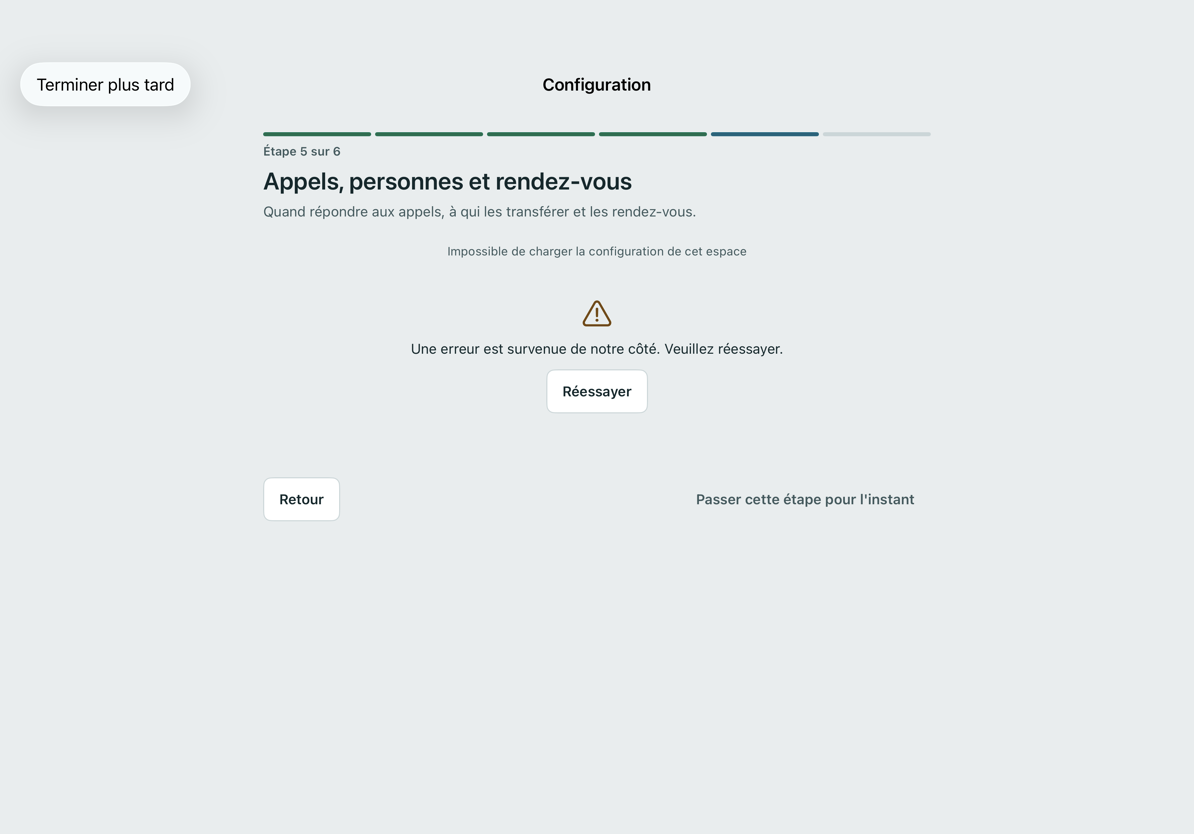 Terminer plus tard
Configuration
Étape 5 sur 6
Appels, personnes et rendez-vous
Quand répondre aux appels, à qui les transférer et les rendez-vous.
Impossible de charger la configuration de cet espace
Une erreur est survenue de notre côté. Veuillez réessayer.
Réessayer
Retour
Passer cette étape pour l'instant